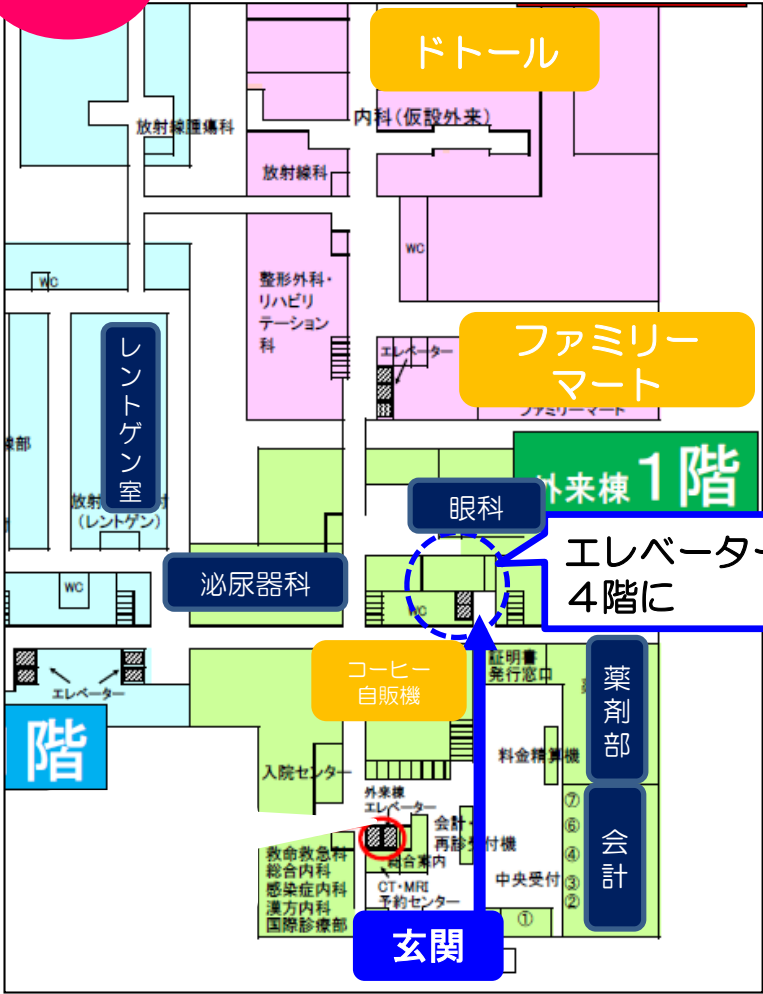 ドトール
内科(仮設外来)
放射線腫瘍科
放射線科
WC
WC
整形外科・
リハビリ
テーション
科
エレベーター
ファミリー
マート
ファミリーマート
レ
ン
ト
ゲ
ン
室
(レントゲン)
外来棟1階
眼科
エレベーター
4階に
泌尿器科
WC
WC
エレベーター
階
コーヒー
自販機
証明書
発行窓口
薬
剤
部
料金精算機
入院センター
外来棟
エレベーター
会計・
再診受付機
総合案内
CT・MRI
予約センター
救命救急科
総合内科
感染症内科
漢方内科
国際診療部
中央受付
⑦
⑥
④
③
②
①
会
計
玄関